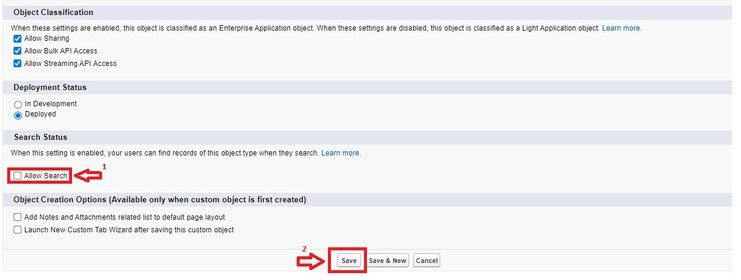 Object Classification
When these settings are enabled, this object is classified as an Enterprise Application object. When these settings are disabled, this object is classified as a Light Application object. Learn more.
Allow Sharing
Allow Bulk API Access
Allow Streaming API Access
Deployment Status
In Development
Deployed
Search Status
When this setting is enabled, your users can find records of this object type when they search. Learn more.
Allow Search 1
Object Creation Options (Available only when custom object is first created)
Add Notes and Attachments related list to default page layout
Launch New Custom Tab Wizard after saving this custom object
2 Save Save & New Cancel